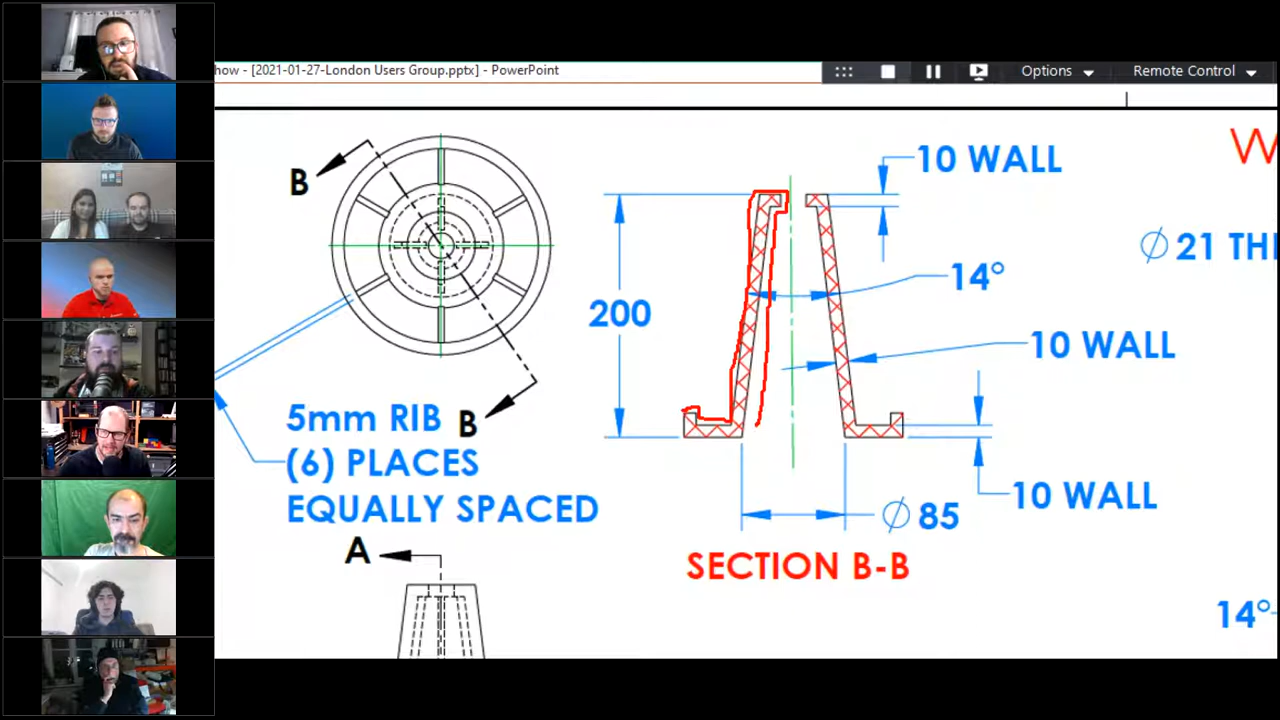 how - [2021-01-27-London Users Group.pptx] - PowerPoint
Options
Remote Control
B
10 WALL
W
Ø 21 THI
14°
200
10 WALL
5mm RIB
B
(6) PLACES
EQUALLY SPACED
10 WALL
Ø 85
A
SECTION B-B
14°